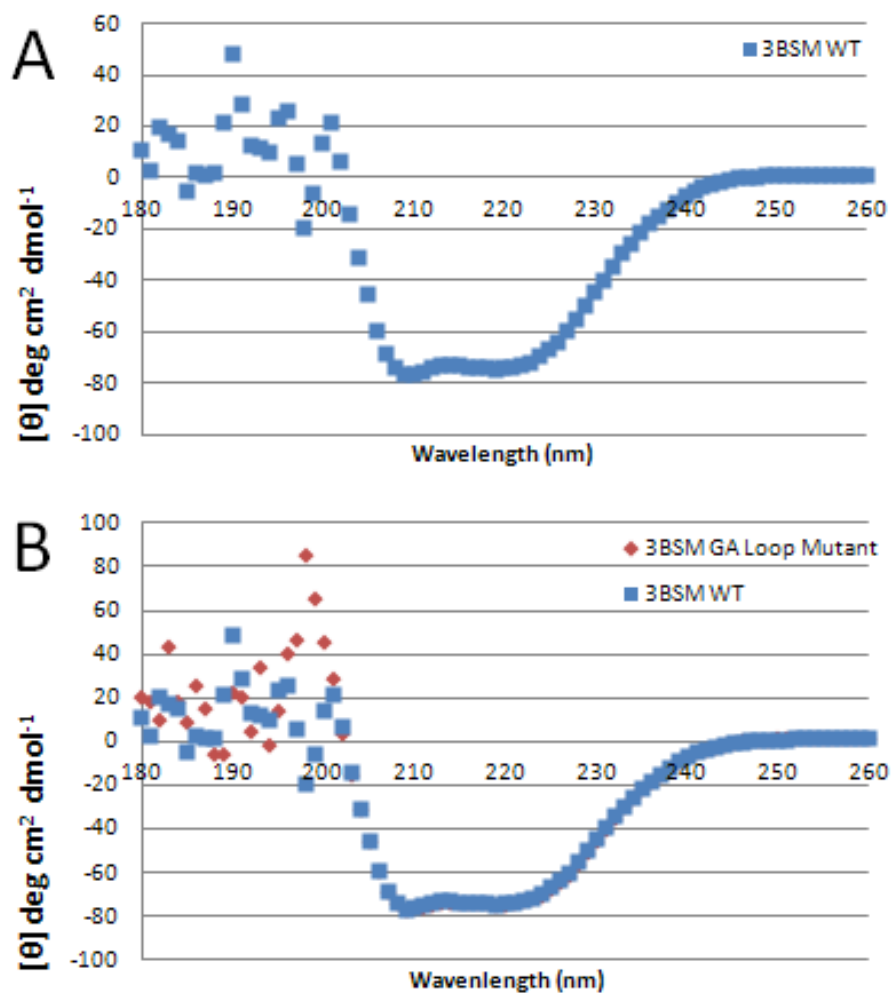 A
60
40
20
0
-20
-40
-60
-80
-100
180 190 200 210 220 230 240 250 260
3BSM WT
[θ] deg cm² dmol⁻¹
Wavelength (nm)
B
100
80
60
40
20
0
-20
-40
-60
-80
-100
180 190 200 210 220 230 240 250 260
3BSM GA Loop Mutant
3BSM WT
[θ] deg cm² dmol⁻¹
Wavenlength (nm)